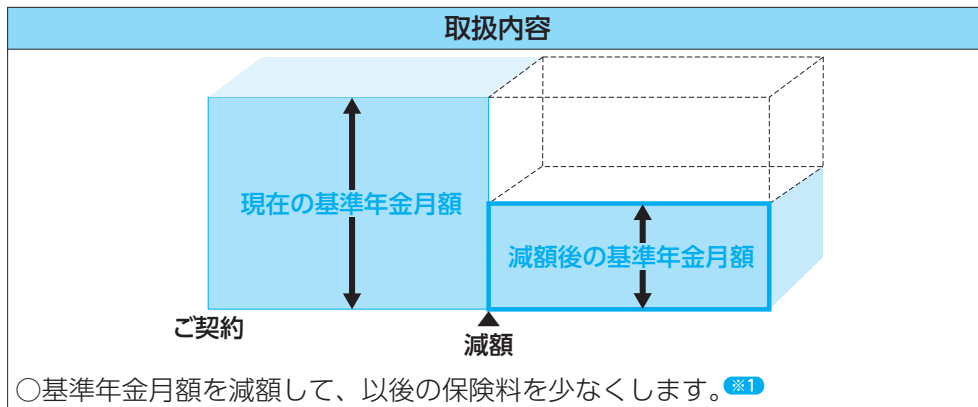 取扱内容
現在の基準年金月額
減額後の基準年金月額
ご契約
減額
○基準年金月額を減額して、以後の保険料を少なくします。※1